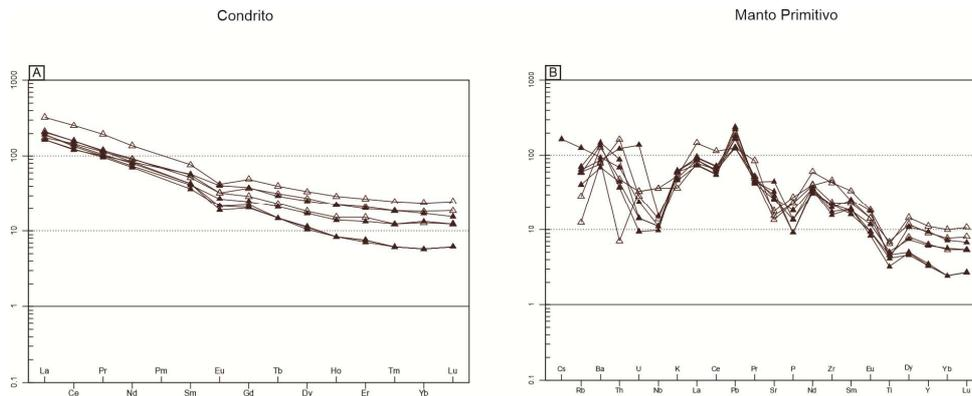 Condrito
Manto Primitivo
A
1000
100
10
1
0.1
La Pr Pm Eu Tb Ho Tm Lu
Ce Nd Sm Gd Dy Er Yb
B
1000
100
10
1
0.1
Cs Ba Th U K Ce Pr P Zr Eu Dy Yb
Rb Th Nb La Pb Sr Nd Sm Ti Y Lu